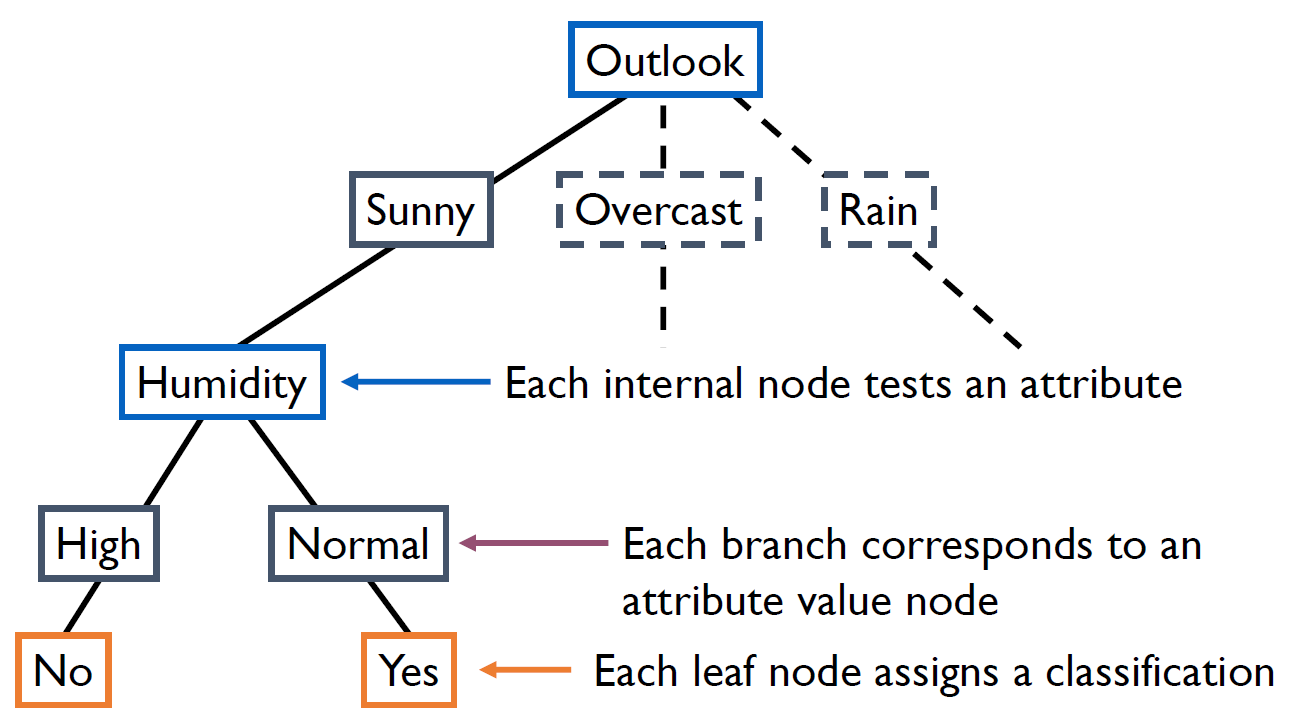 Outlook
Sunny
Overcast
Rain
Humidity
Each internal node tests an attribute
High
Normal
Each branch corresponds to an
attribute value node
No
Yes
Each leaf node assigns a classification